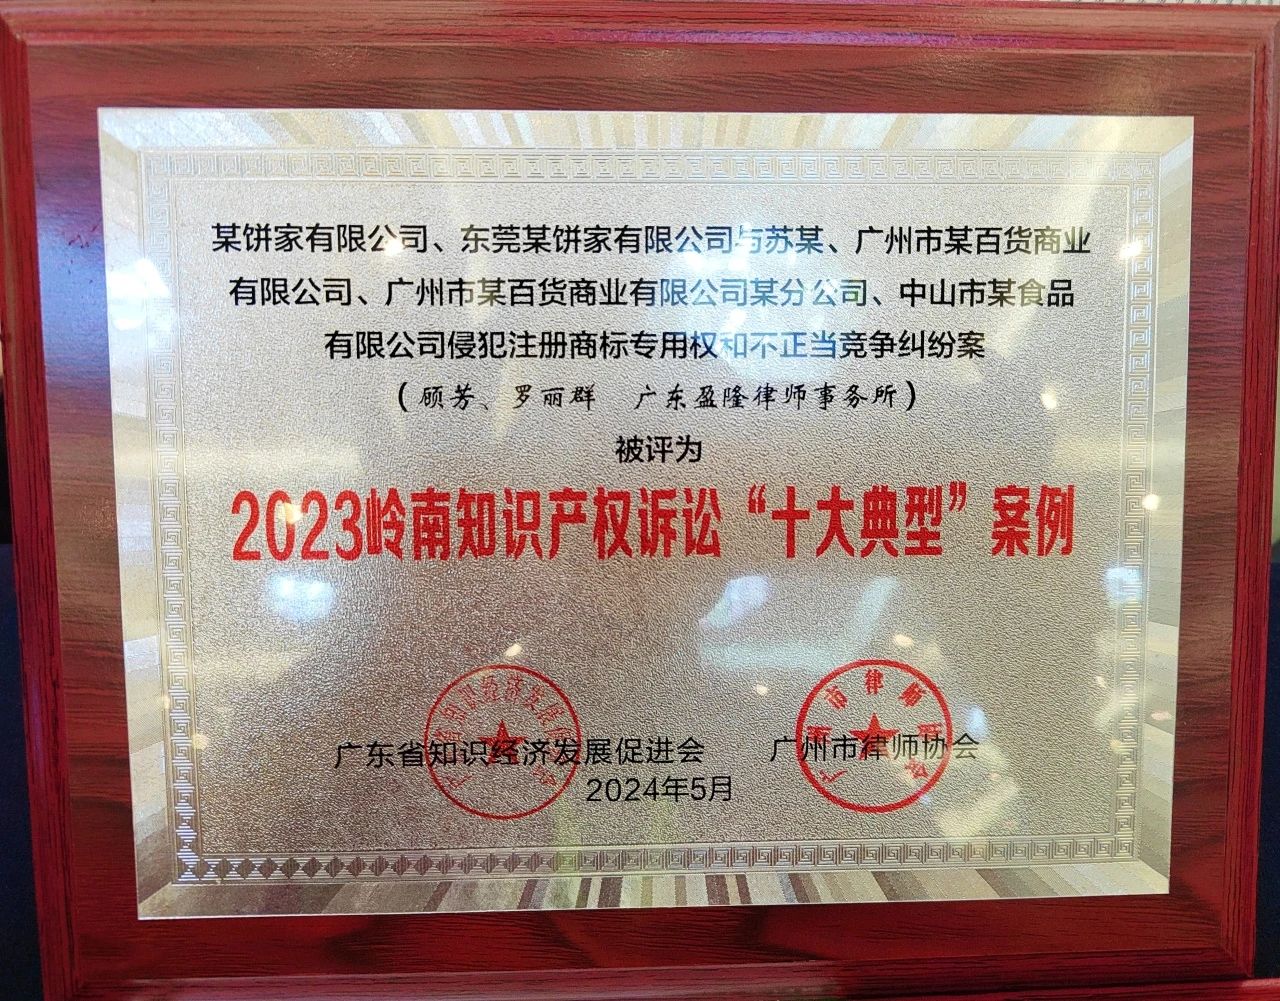 某饼家有限公司、东莞某饼家有限公司与苏某、广州市某百货商业
有限公司、广州市某百货商业有限公司某分公司、中山市某食品
有限公司侵犯注册商标专用权和不正当竞争纠纷案
(顾芳、罗丽群 广东盈隆律师事务所)
被评为
2023岭南知识产权诉讼“十大典型”案例
广东省知识经济发展促进会 广州市律师协会
2024年5月